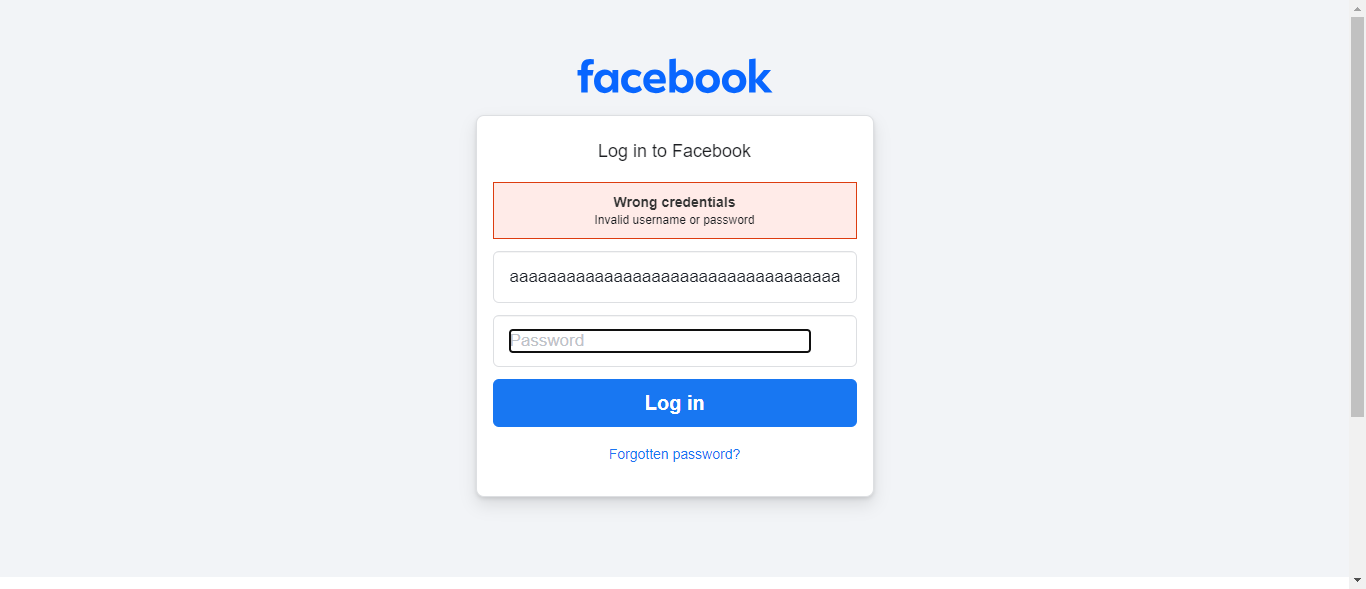 facebook
Log in to Facebook
Wrong credentials
Invalid username or password
aaaaaaaaaaaaaaaaaaaaaaaaaaaaaaaaaaa
Password
Log in
Forgotten password?